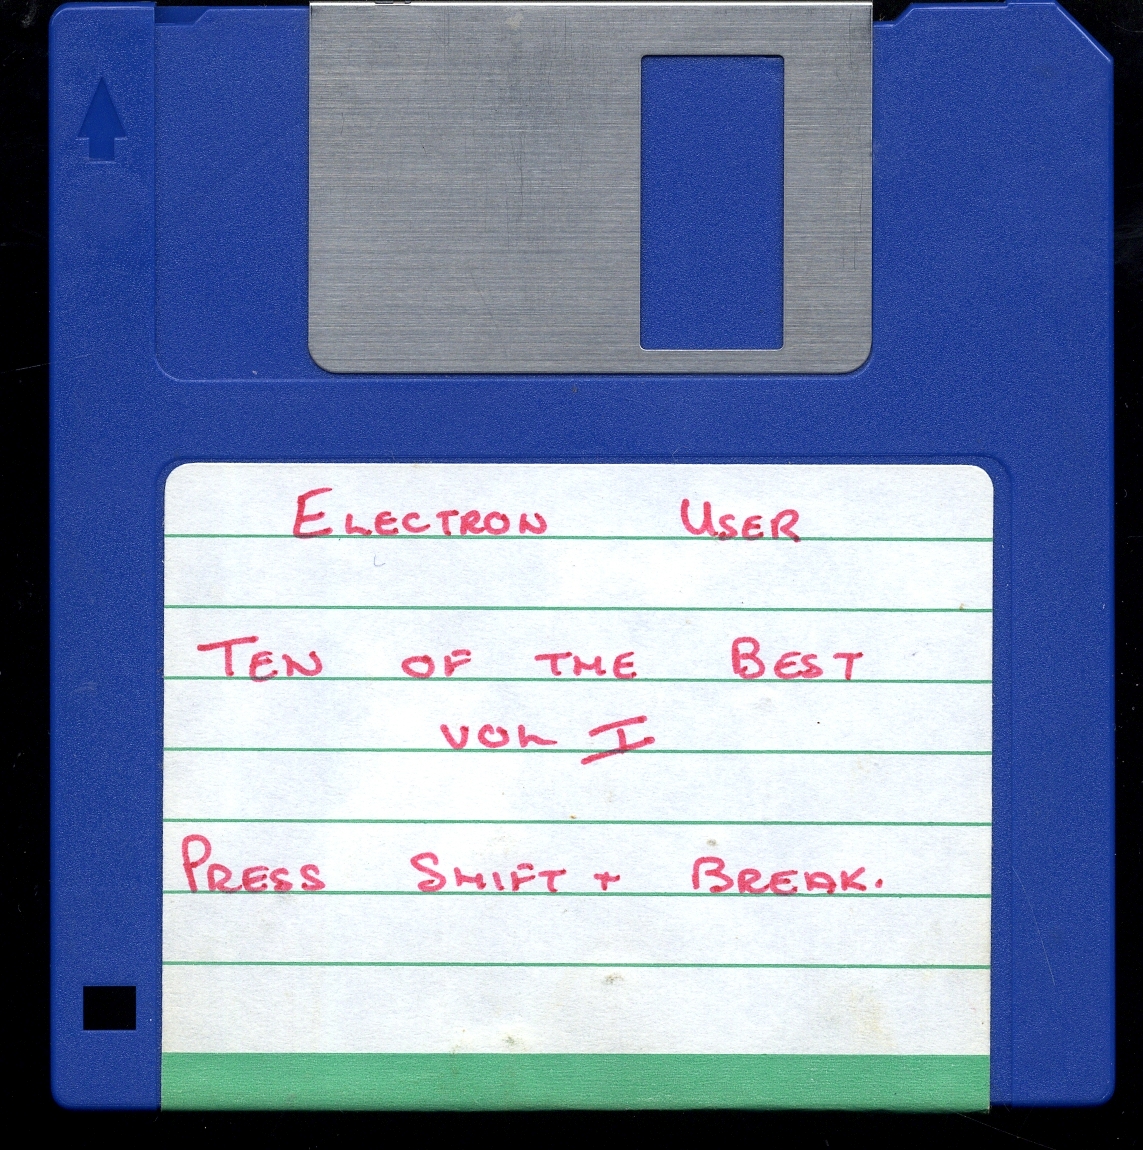 ELECTRON USER
TEN OF THE BEST
VOL I
PRESS SHIFT + BREAK.